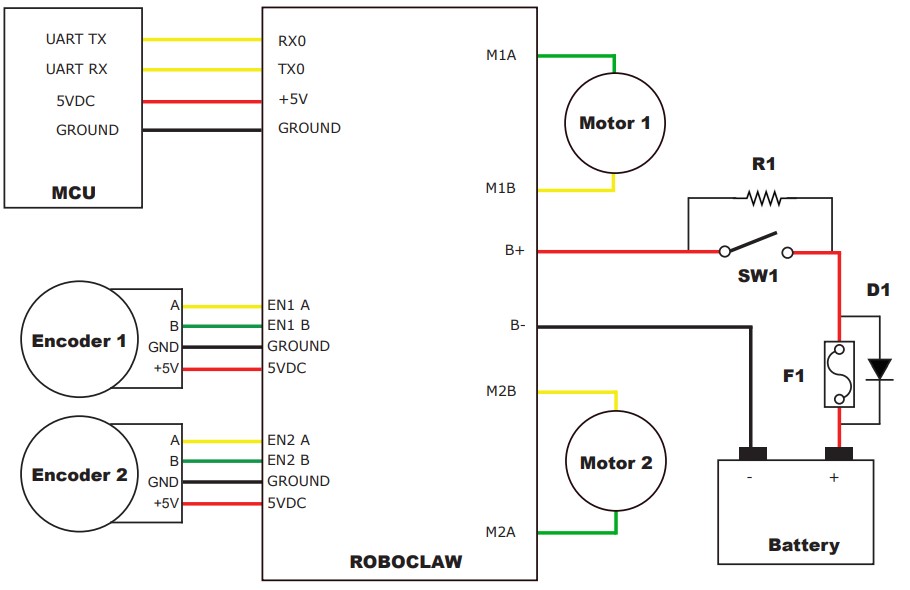 UART TX
UART RX
5VDC
GROUND
MCU
RX0
TX0
+5V
GROUND
M1A
Motor 1
M1B
R1
B+
SW1
D1
B-
F1
Encoder 1
A
B
GND
+5V
EN1 A
EN1 B
GROUND
5VDC
M2B
Motor 2
M2A
Encoder 2
A
B
GND
+5V
EN2 A
EN2 B
GROUND
5VDC
ROBOCLAW
- +
Battery